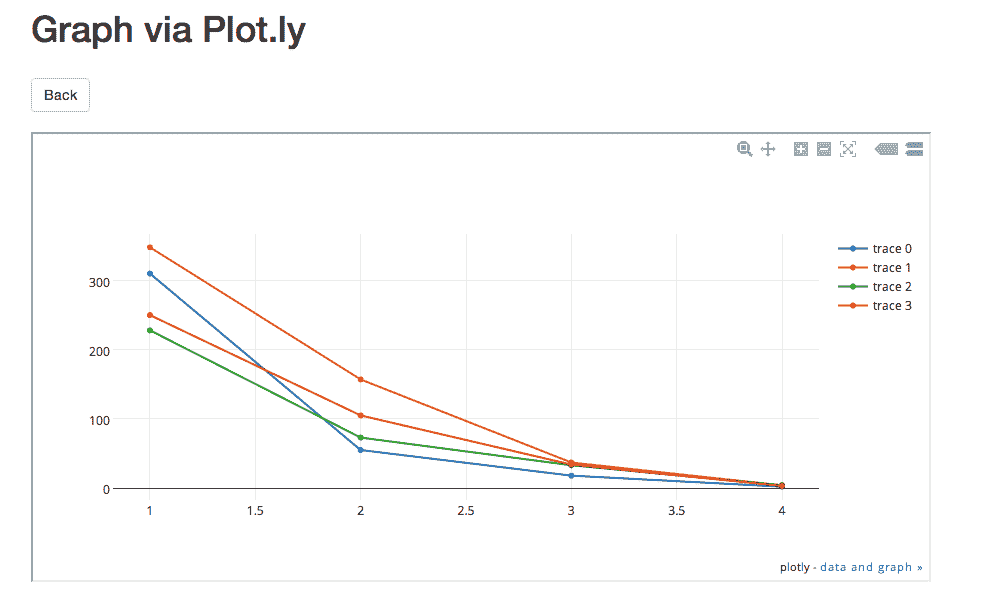 Graph via Plot.ly
Back
trace 0
trace 1
trace 2
trace 3
300
200
100
0
1 1.5 2 2.5 3 3.5 4
plotly - data and graph »